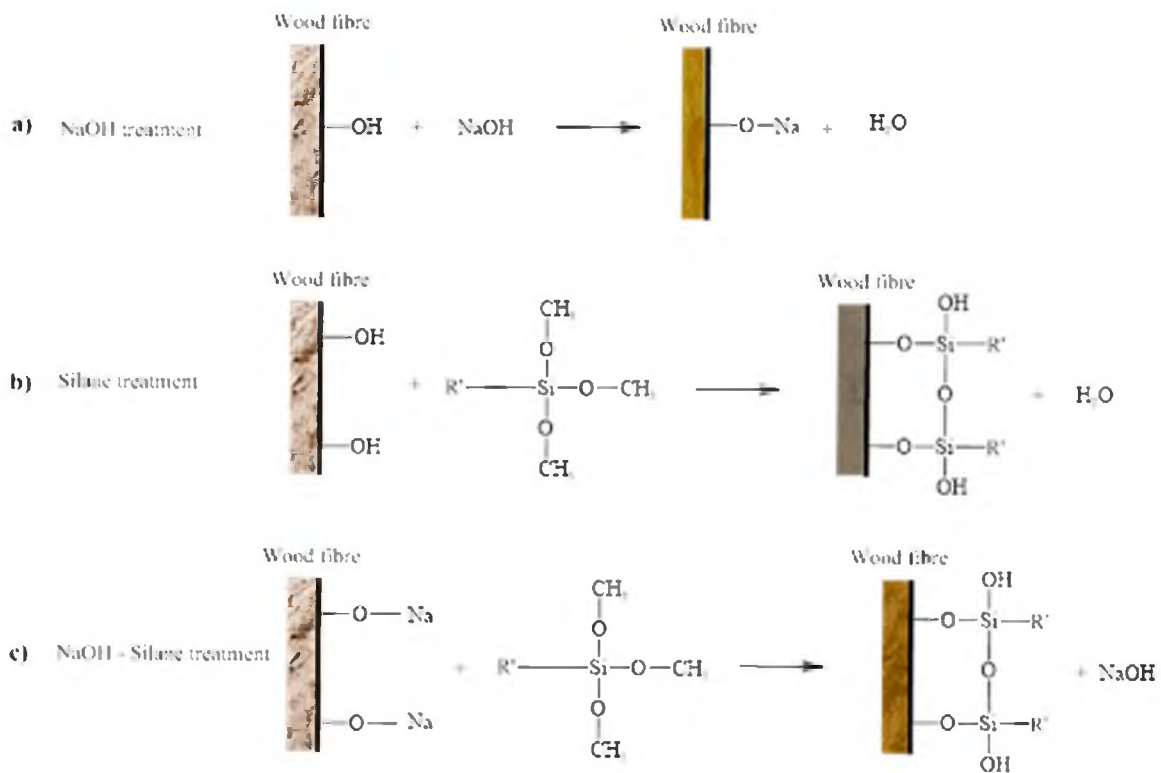 Wood fibre
Wood fibre
a) NaOH treatment
OH + NaOH
O Na + H₂O
Wood fibre
Wood fibre
b) Silane treatment
OH
OH
+
CH₃
O
R' Si O CH₃
O
CH₃
OH
O Si R'
O
O Si R'
OH
+ H₂O
Wood fibre
Wood fibre
c) NaOH - Silane treatment
O Na
O Na
+
CH₃
O
R' Si O CH₃
O
CH₃
OH
O Si R'
O
O Si R'
OH
+ NaOH